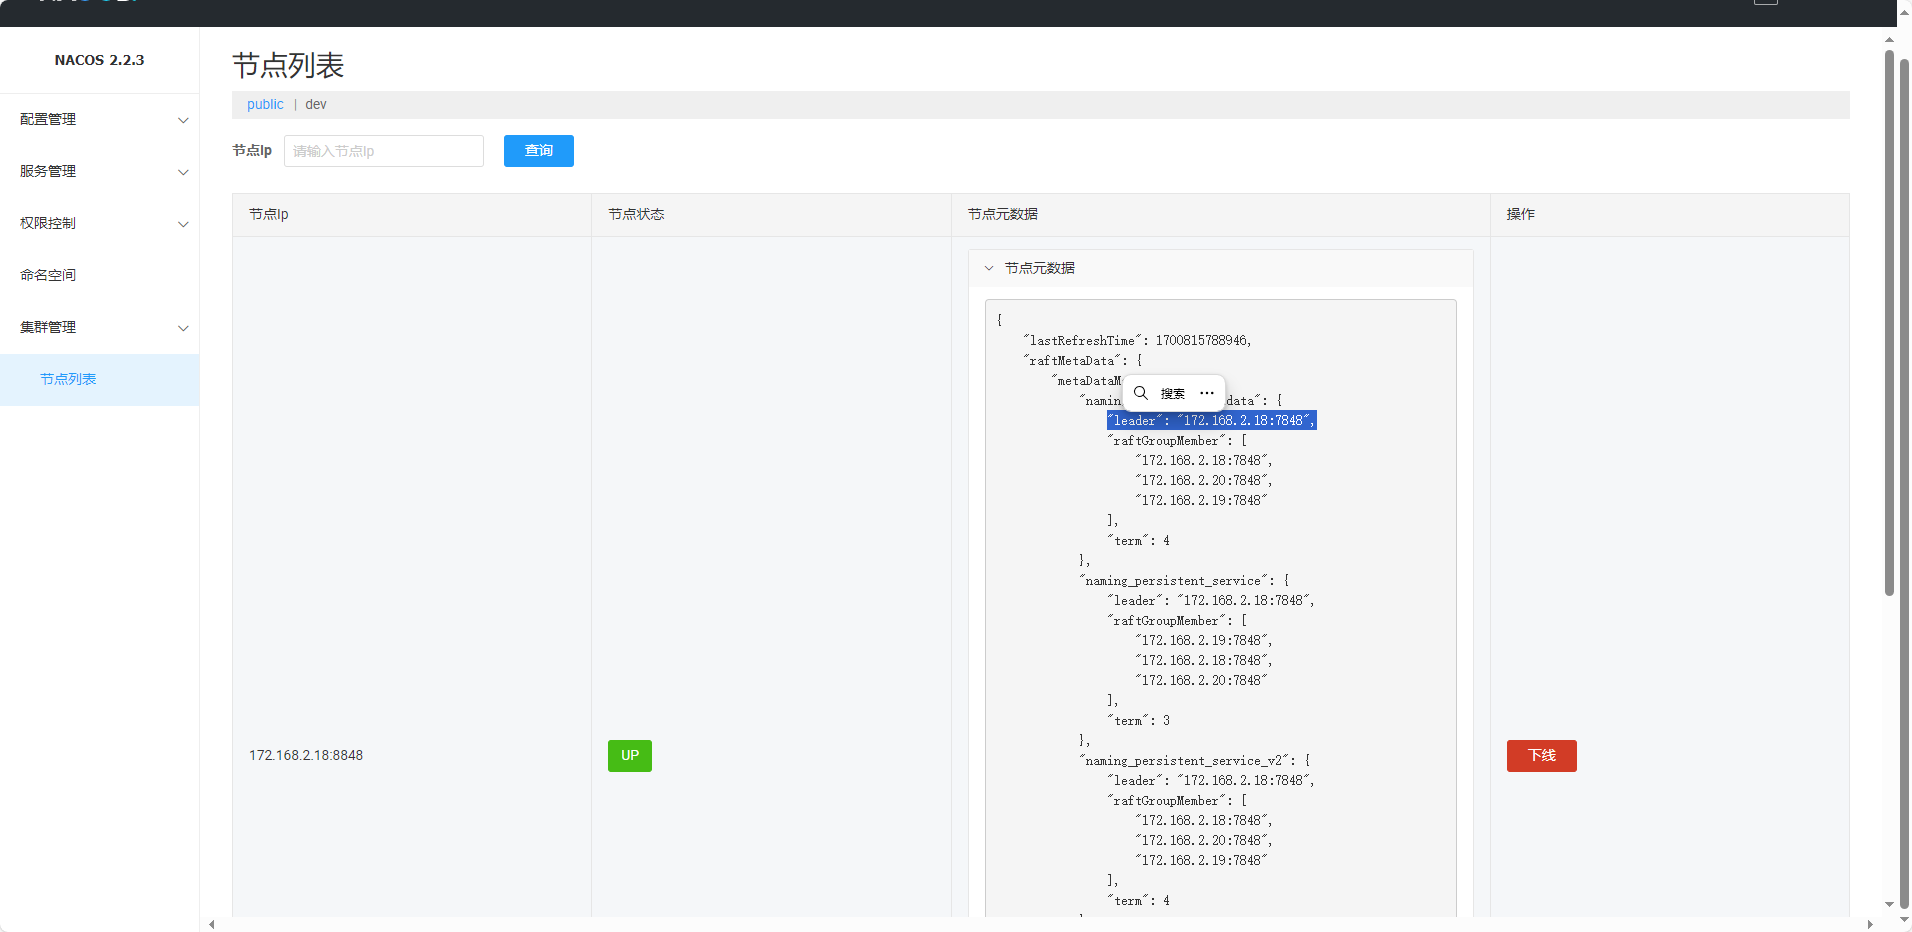 NACOS 2.2.3
配置管理
服务管理
权限控制
命名空间
集群管理
节点列表
节点列表
public | dev
节点Ip 请输入节点Ip 查询
节点Ip 节点状态 节点元数据 操作
节点元数据
{
"lastRefreshTime": 1700815788946,
"raftMetaData": {
"metaDataM
搜索 ···
"namin data": {
"leader": "172.168.2.18:7848",
"raftGroupMember": [
"172.168.2.18:7848",
"172.168.2.20:7848",
"172.168.2.19:7848"
],
"term": 4
},
"naming_persistent_service": {
"leader": "172.168.2.18:7848",
"raftGroupMember": [
"172.168.2.19:7848",
"172.168.2.18:7848",
"172.168.2.20:7848"
],
"term": 3
},
"naming_persistent_service_v2": {
"leader": "172.168.2.18:7848",
"raftGroupMember": [
"172.168.2.18:7848",
"172.168.2.20:7848",
"172.168.2.19:7848"
],
"term": 4
172.168.2.18:8848 UP 下线